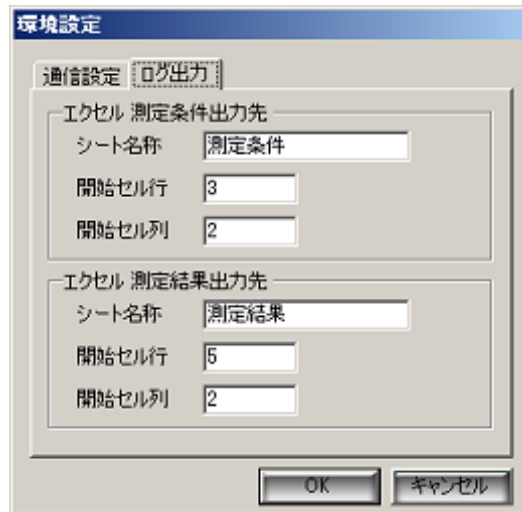 環境設定
通信設定 ログ出力
エクセル 測定条件出力先
シート名称 測定条件
開始セル行 3
開始セル列 2
エクセル 測定結果出力先
シート名称 測定結果
開始セル行 5
開始セル列 2
OK キャンセル